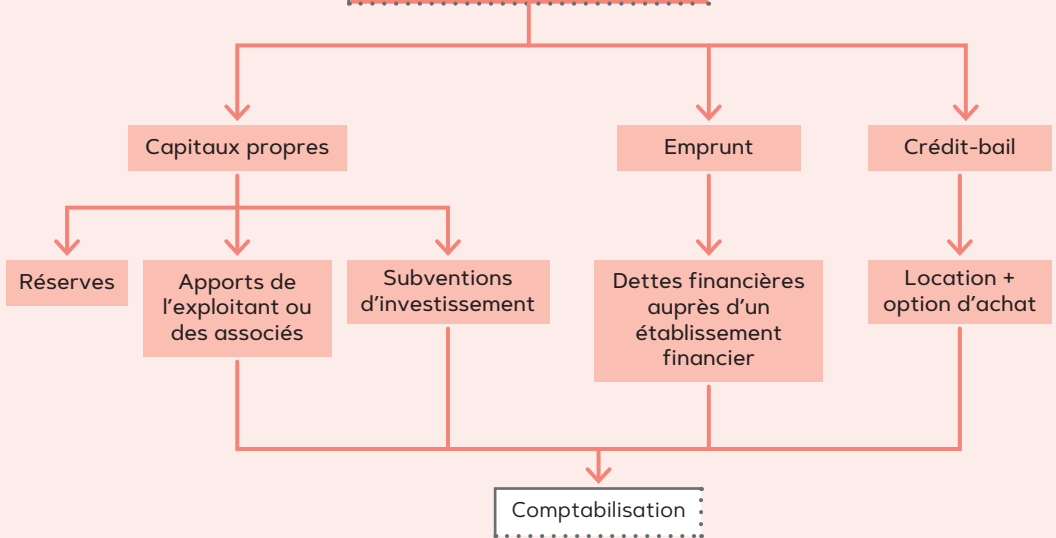 Capitaux propres
Emprunt
Crédit-bail
Réserves
Apports de
l’exploitant ou
des associés
Subventions
d’investissement
Dettes financières
auprès d’un
établissement
financier
Location +
option d’achat
Comptabilisation